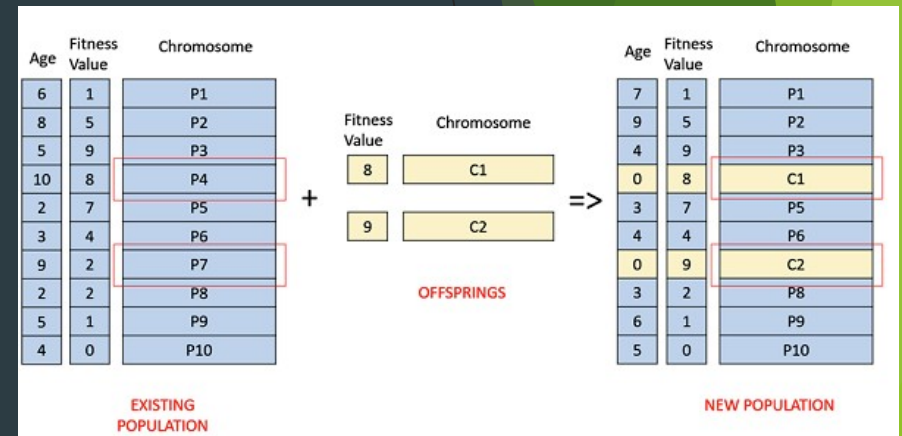 Age Fitness Value Chromosome
6 1 P1
8 5 P2
5 9 P3
10 8 P4
2 7 P5
3 4 P6
9 2 P7
2 2 P8
5 1 P9
4 0 P10
EXISTING
POPULATION
+
Fitness Value Chromosome
8 C1
9 C2
OFFSPRINGS
=>
Age Fitness Value Chromosome
7 1 P1
9 5 P2
4 9 P3
0 8 C1
3 7 P5
4 4 P6
0 9 C2
3 2 P8
6 1 P9
5 0 P10
NEW POPULATION